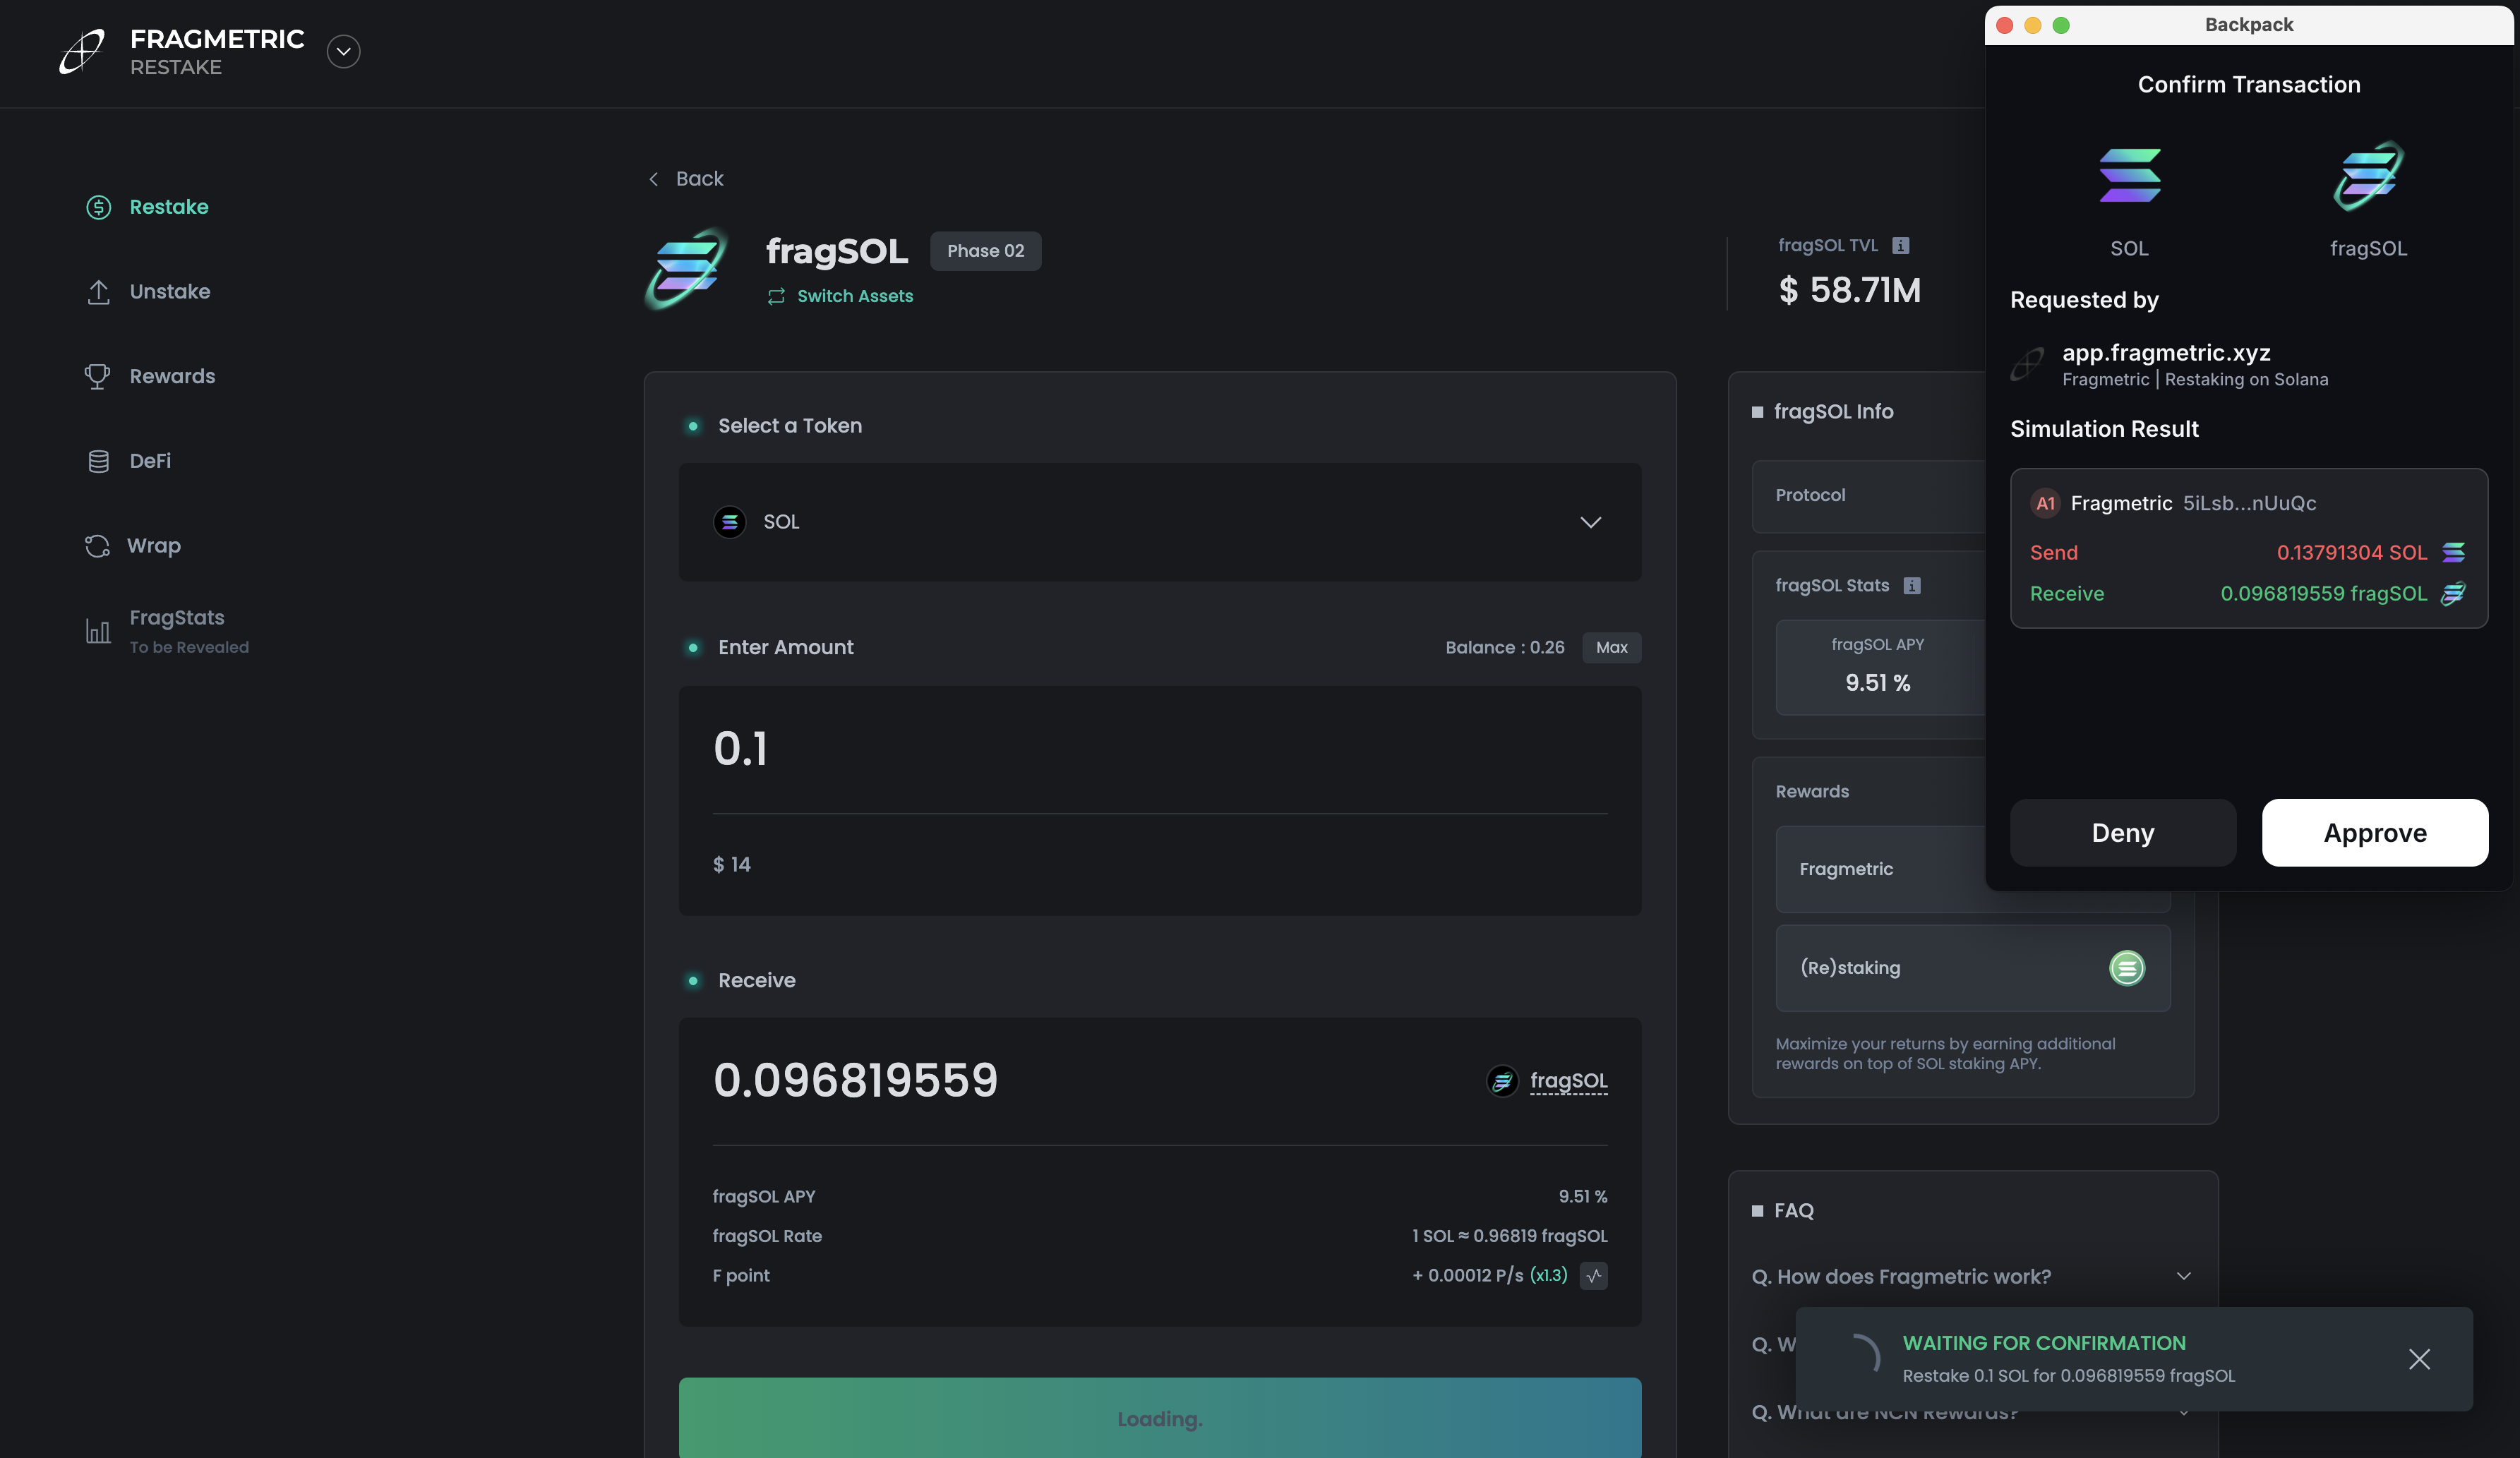 FRAGMETRIC
RESTAKE
Restake
Unstake
Rewards
DeFi
Wrap
FragStats
To be Revealed
Back
fragSOL
Phase 02
Switch Assets
fragSOL TVL
$ 58.71M
Select a Token
SOL
Enter Amount
Balance : 0.26
Max
0.1
$ 14
Receive
0.096819559
fragSOL
fragSOL APY
9.51 %
fragSOL Rate
1 SOL ≈ 0.96819 fragSOL
F point
+ 0.00012 P/s (x1.3)
Loading.
fragSOL Info
Protocol
fragSOL Stats
fragSOL APY
9.51 %
Rewards
Fragmetric
(Re)staking
Maximize your returns by earning additional
rewards on top of SOL staking APY.
FAQ
Q. How does Fragmetric work?
Q. W
Q. What are NCN Rewards?
WAITING FOR CONFIRMATION
Restake 0.1 SOL for 0.096819559 fragSOL
Backpack
Confirm Transaction
SOL
fragSOL
Requested by
app.fragmetric.xyz
Fragmetric | Restaking on Solana
Simulation Result
A1 Fragmetric 5iLsb...nUuQc
Send 0.13791304 SOL
Receive 0.096819559 fragSOL
Deny
Approve